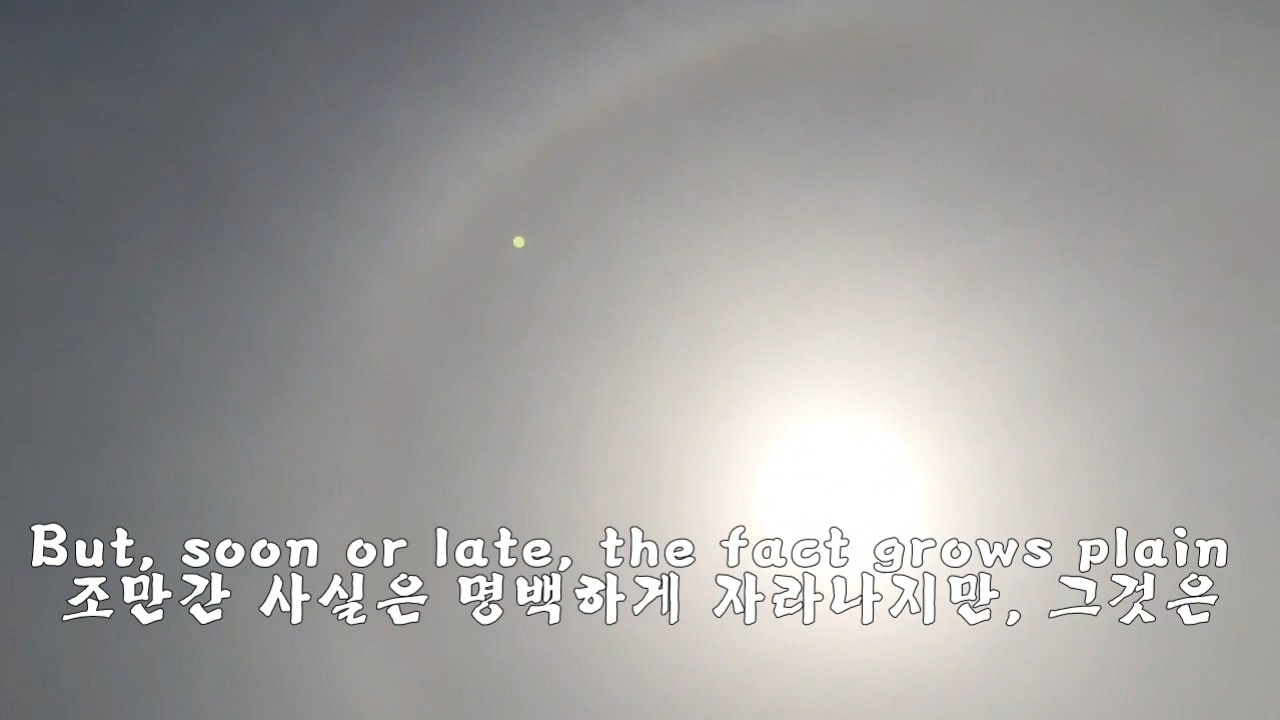 But, soon or late, the fact grows plain
조만간 사실은 명백하게 자라나지만, 그것은